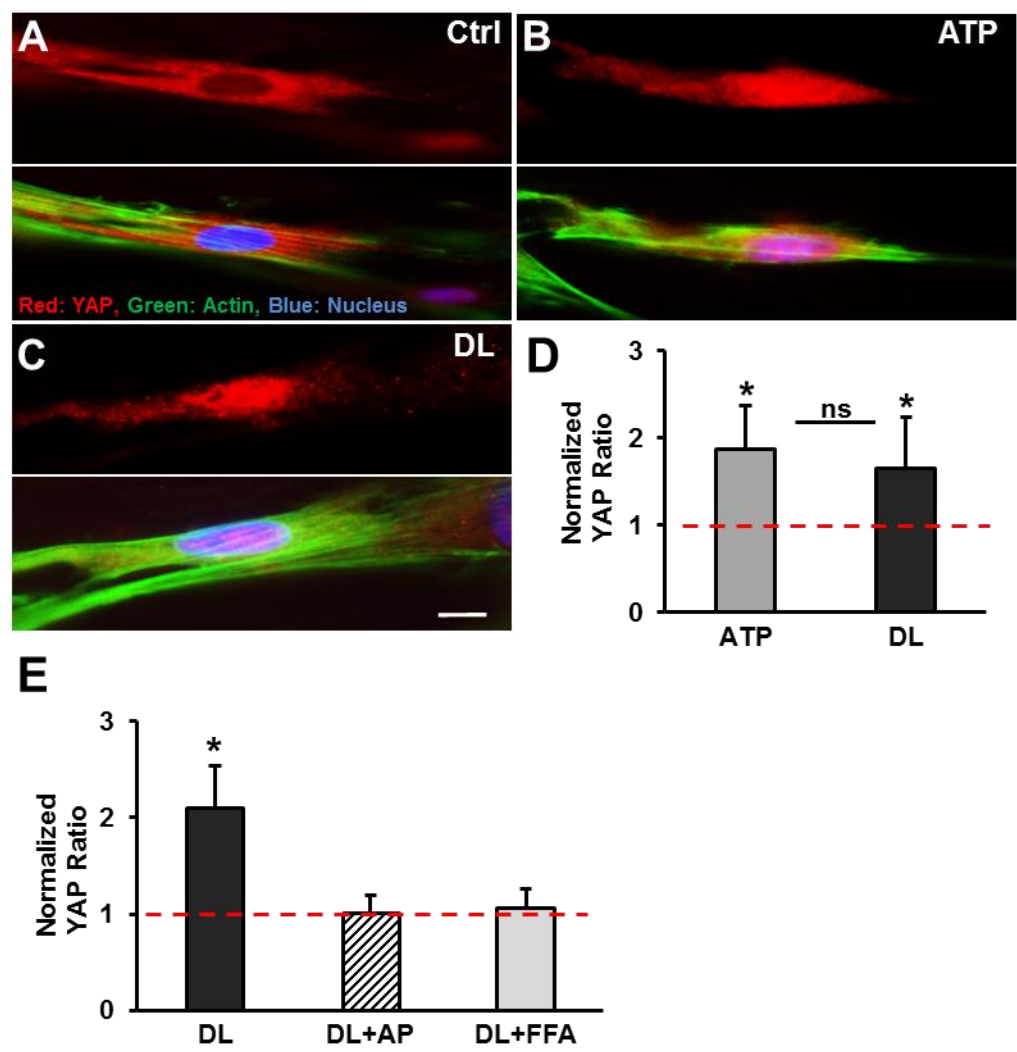 A
Ctrl
B
ATP
Red: YAP, Green: Actin, Blue: Nucleus
C
DL
D
Normalized
YAP Ratio
3
2
1
0
*
ns
*
ATP
DL
E
Normalized
YAP Ratio
3
2
1
0
*
DL
DL+AP
DL+FFA